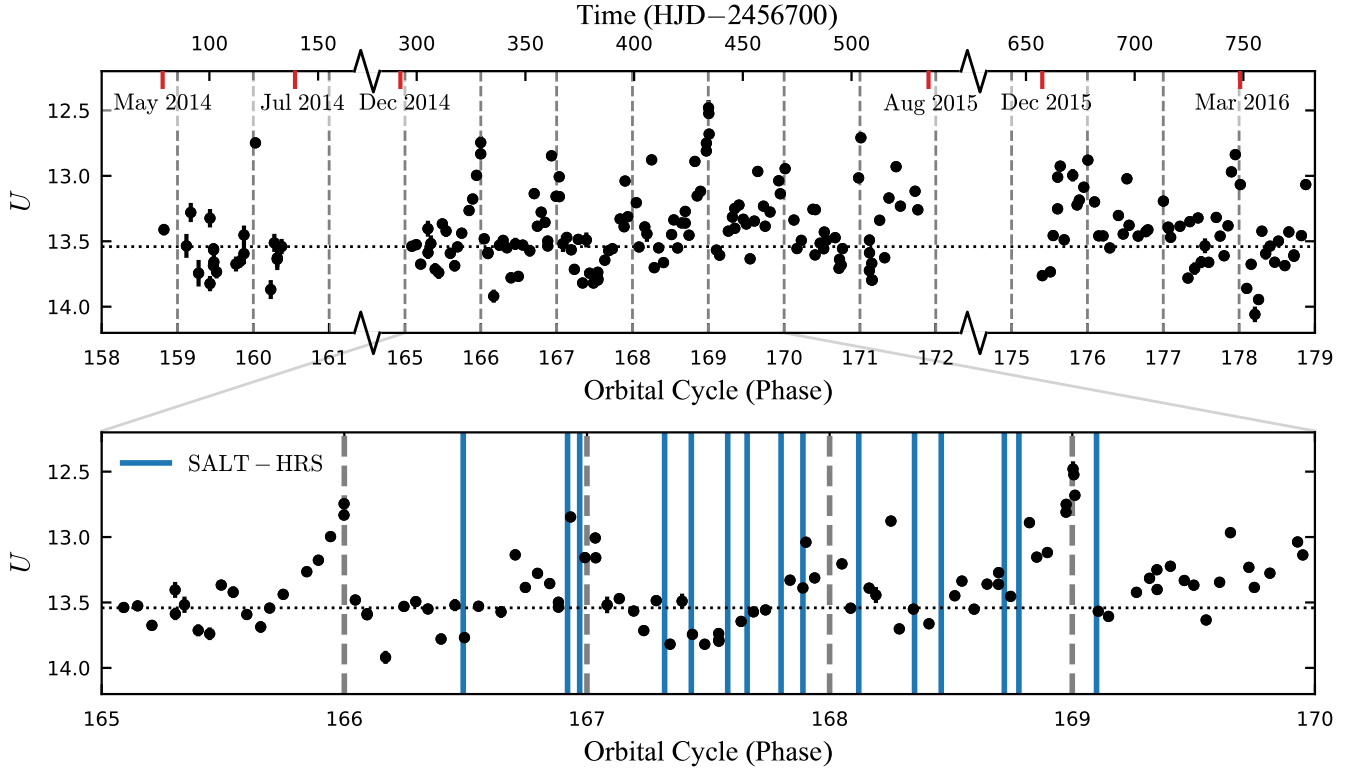 Time (HJD−2456700)
100 150 300 350 400 450 500 650 700 750
May 2014 Jul 2014 Dec 2014 Aug 2015 Dec 2015 Mar 2016
12.5
13.0
U
13.5
14.0
158 159 160 161 165 166 167 168 169 170 171 172 175 176 177 178 179
Orbital Cycle (Phase)
SALT − HRS
12.5
13.0
U
13.5
14.0
165 166 167 168 169 170
Orbital Cycle (Phase)